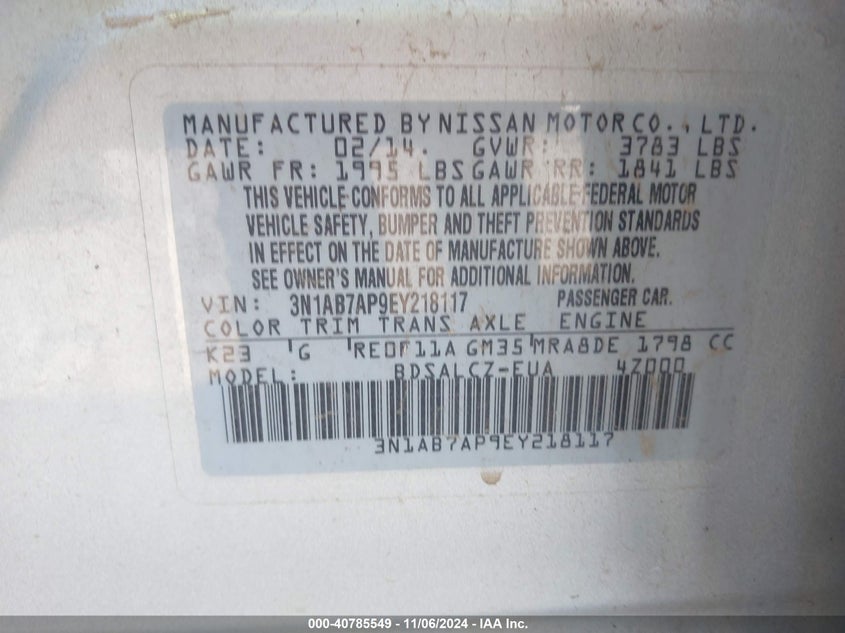 MANUFACTURED BY NISSAN MOTOR CO., LTD.
DATE: 02/14. GVWR: 3783 LBS
GAWR FR: 1995 LBS GAWR RR: 1841 LBS
THIS VEHICLE CONFORMS TO ALL APPLICABLE FEDERAL MOTOR
VEHICLE SAFETY, BUMPER AND THEFT PREVENTION STANDARDS
IN EFFECT ON THE DATE OF MANUFACTURE SHOWN ABOVE.
SEE OWNER'S MANUAL FOR ADDITIONAL INFORMATION.
VIN: 3N1AB7AP9EY218117 PASSENGER CAR.
COLOR TRIM TRANS AXLE ENGINE
K23 G RE0F11A GM35 MRA8DE 1798 CC
MODEL: BDSALCZ-EUA 4Z000
3N1AB7AP9EY218117
000-40785549 - 11/06/2024 - IAA Inc.